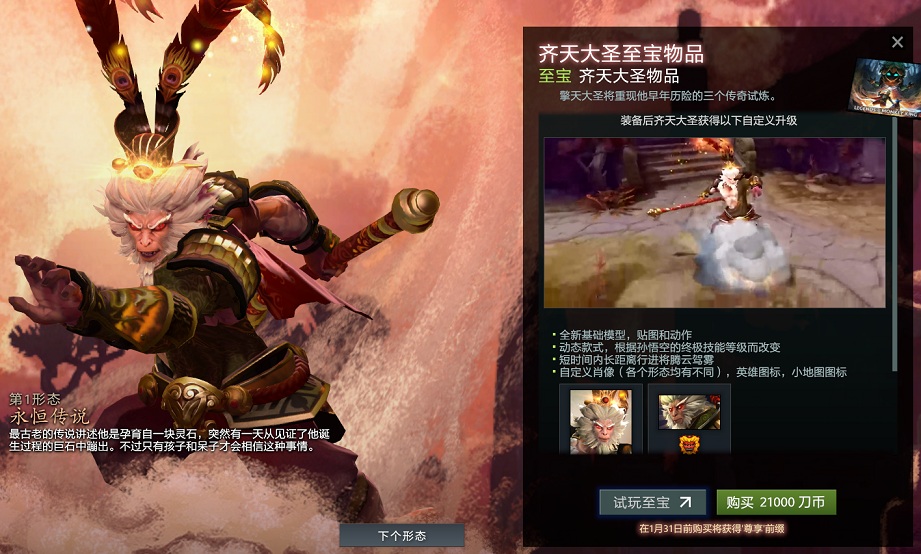 齐天大圣至宝物品
至宝 齐天大圣物品
擎天大圣将重现他早年历险的三个传奇试炼。
装备后齐天大圣获得以下自定义升级
全新基础模型，贴图和动作
动态款式，根据孙悟空的终极技能等级而改变
短时间内长距离行进将腾云驾雾
自定义肖像（各个形态均有不同），英雄图标，小地图图标
第1形态
永恒传说
最古老的传说讲述他是孕育自一块灵石，突然有一天从见证了他诞
生过程的巨石中蹦出。不过只有孩子和呆子才会相信这种事情。
下个形态
试玩至宝
购买 21000 刀币
在1月31日前购买将获得‘尊享’前缀